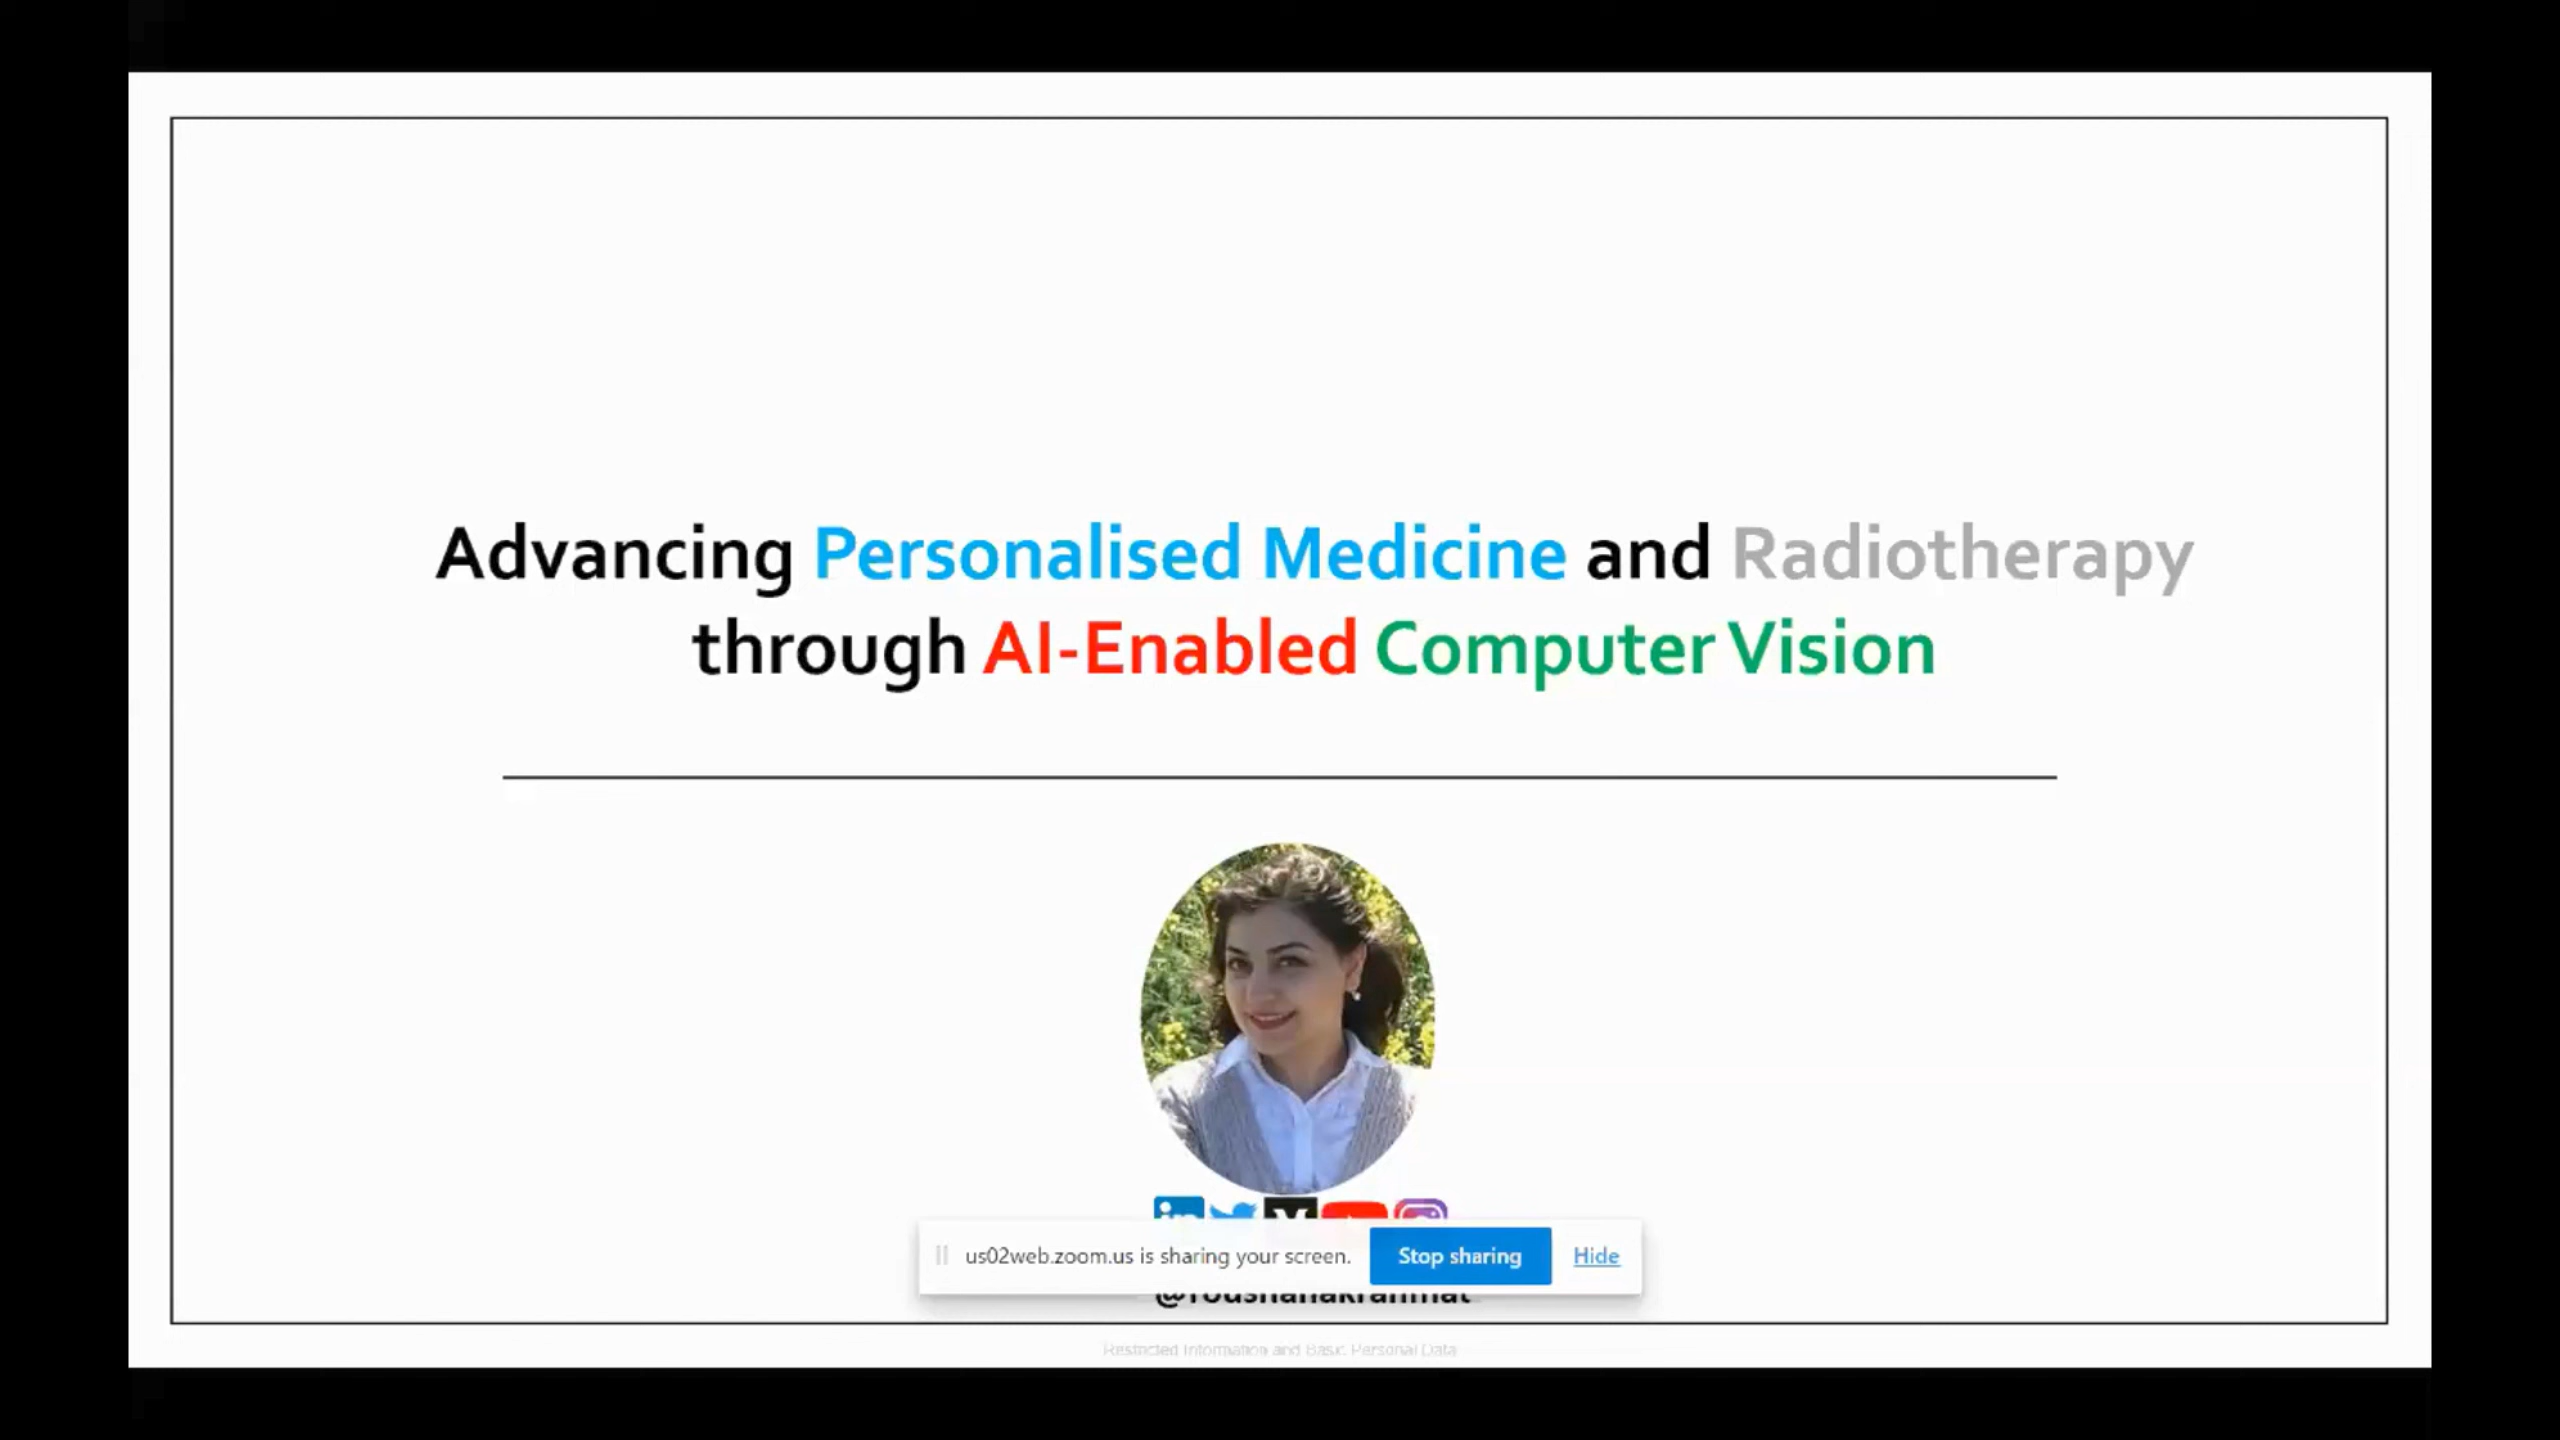 Advancing Personalised Medicine and Radiotherapy
through AI-Enabled Computer Vision
us02web.zoom.us is sharing your screen. Stop sharing Hide
@roushanakrahmat
Restricted Information and Basic Personal Data